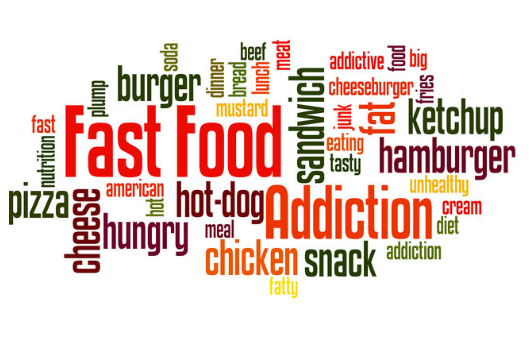 soda
beef
meat
addictive
food
big
dinner
bread
lunch
burger
plump
mustard
cheeseburger
fries
sandwich
junk
fat
ketchup
fast
Fast Food
nutrition
eating
tasty
hamburger
american
hot
hot-dog
Addiction
unhealthy
cream
diet
pizza
cheese
hungry
meal
chicken
snack
addiction
fatty